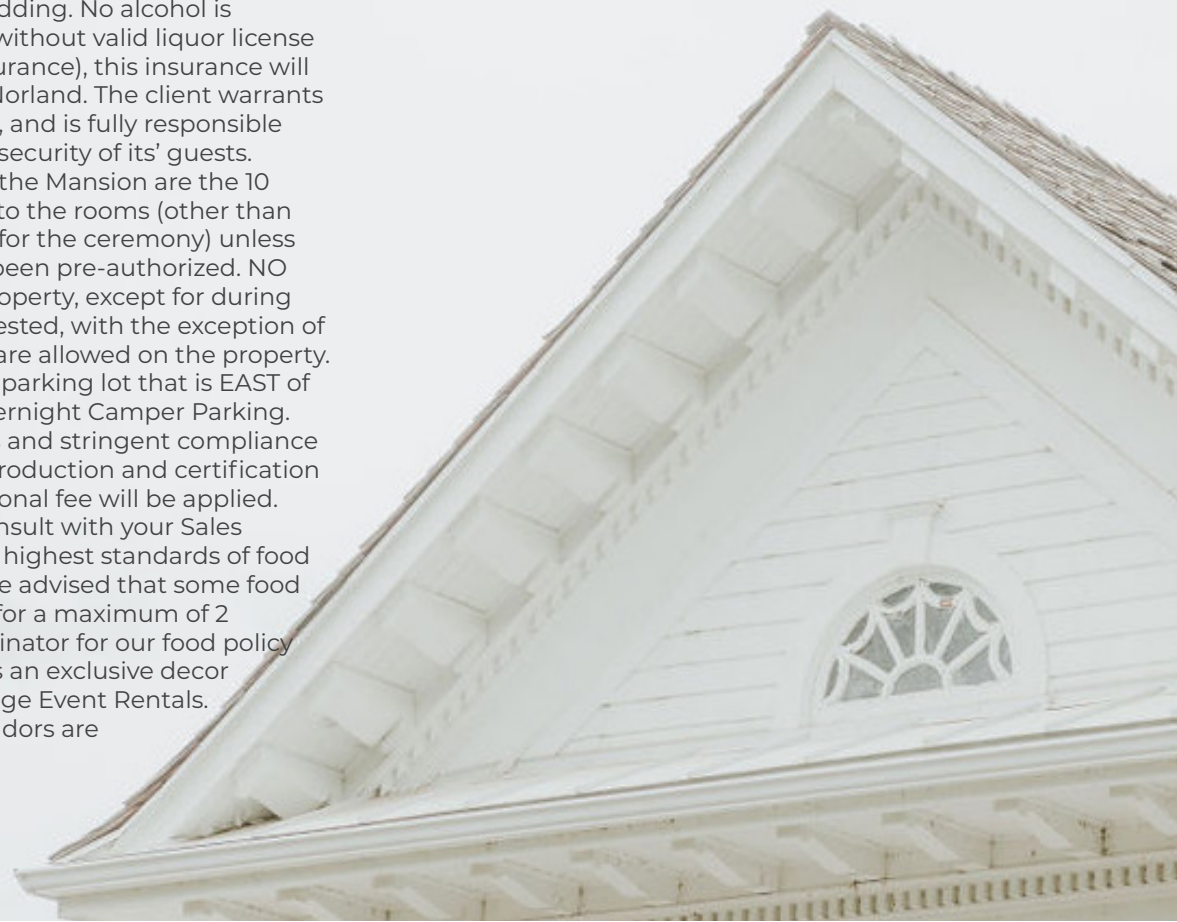 dding. No alcohol is
without valid liquor license
urance), this insurance will
Norland. The client warrants
, and is fully responsible
security of its’ guests.
the Mansion are the 10
to the rooms (other than
for the ceremony) unless
been pre-authorized. NO
operty, except for during
ested, with the exception of
are allowed on the property.
parking lot that is EAST of
ernight Camper Parking.
and stringent compliance
roduction and certification
onal fee will be applied.
nsult with your Sales
highest standards of food
e advised that some food
for a maximum of 2
inator for our food policy
s an exclusive decor
ge Event Rentals.
dors are